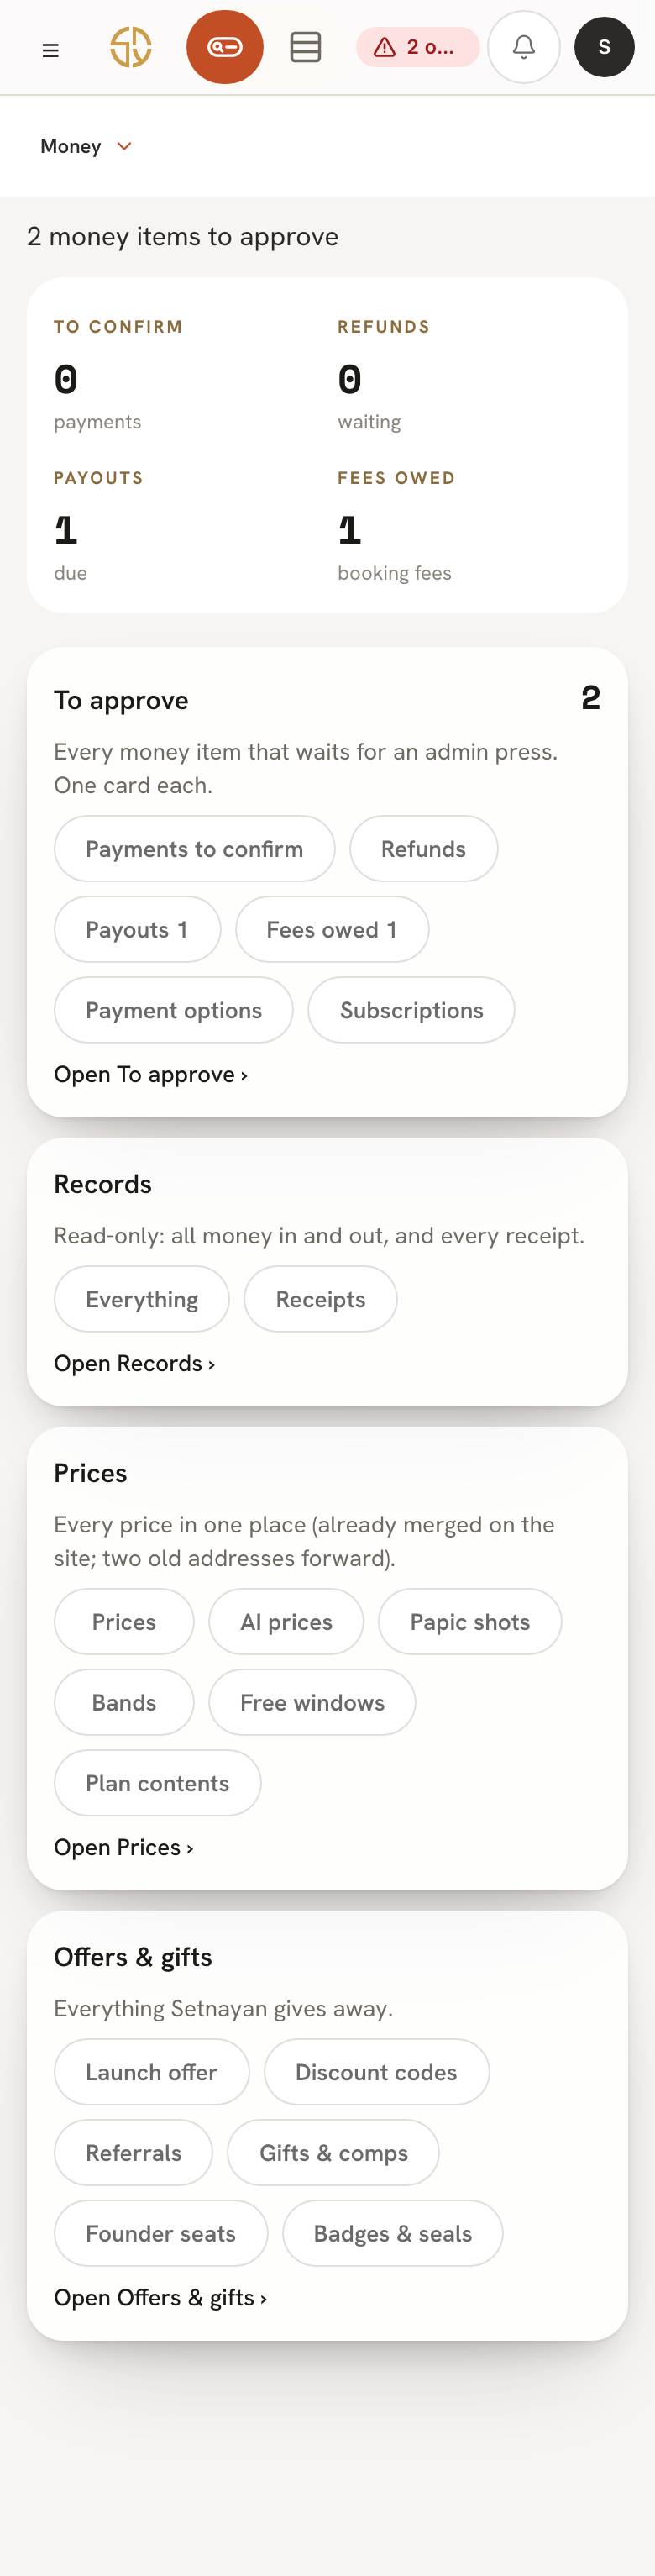 2 o...
S
Money
2 money items to approve
TO CONFIRM
REFUNDS
0
0
payments
waiting
PAYOUTS
FEES OWED
1
1
due
booking fees
To approve
2
Every money item that waits for an admin press.
One card each.
Payments to confirm
Refunds
Payouts 1
Fees owed 1
Payment options
Subscriptions
Open To approve ›
Records
Read-only: all money in and out, and every receipt.
Everything
Receipts
Open Records ›
Prices
Every price in one place (already merged on the
site; two old addresses forward).
Prices
AI prices
Papic shots
Bands
Free windows
Plan contents
Open Prices ›
Offers & gifts
Everything Setnayan gives away.
Launch offer
Discount codes
Referrals
Gifts & comps
Founder seats
Badges & seals
Open Offers & gifts ›